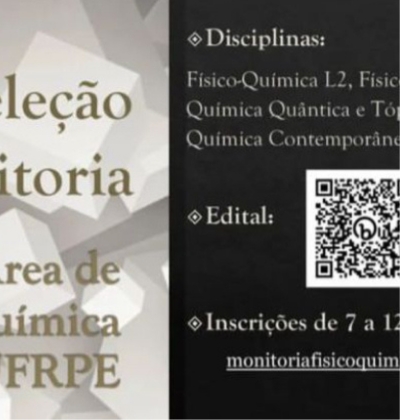 eleção
itoria
Área de
uímica
UFRPE
Disciplinas:
Físico-Química L2, Físic
Química Quântica e Tóp
Química Contemporâne
Edital:
Inscrições de 7 a 12
monitoriafisicoquim